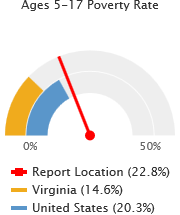 Ages 5-17 Poverty Rate
0% 50%
Report Location (22.8%)
Virginia (14.6%)
United States (20.3%)